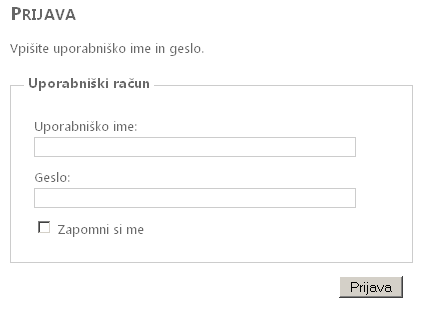 PRIJAVA
Vpišite uporabniško ime in geslo.
Uporabniški račun
Uporabniško ime:
Geslo:
Zapomni si me
Prijava